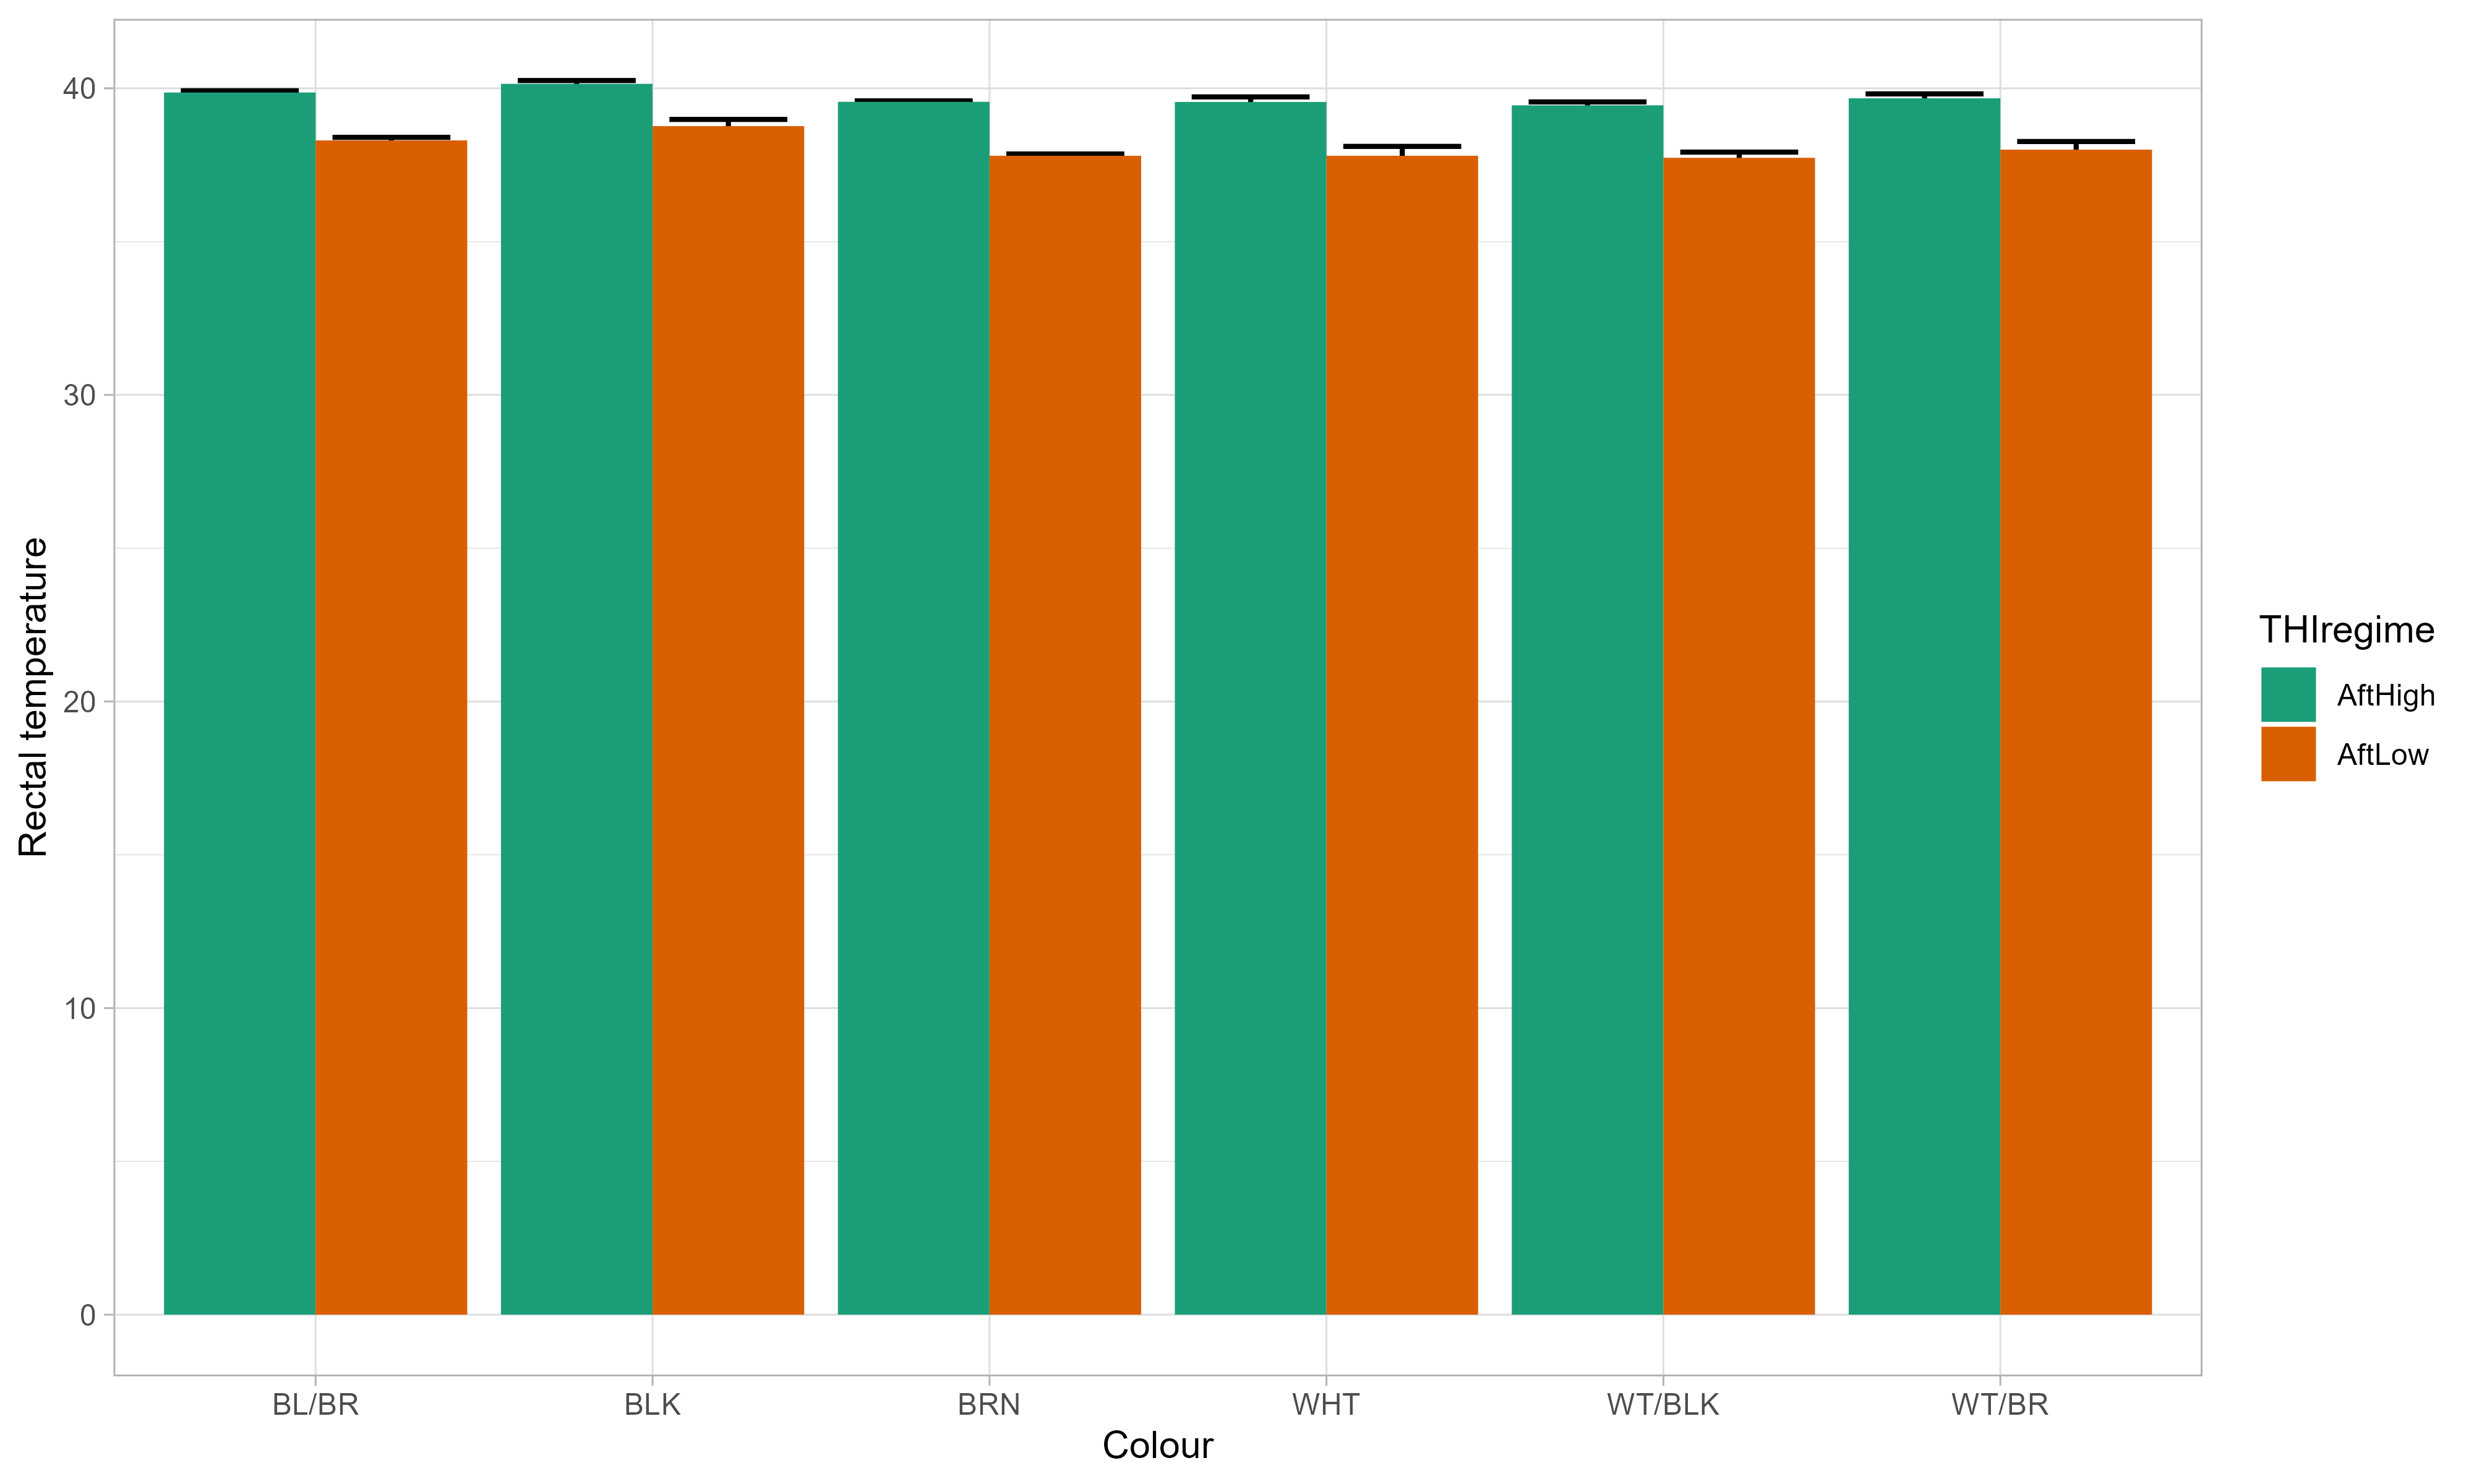 40
30
20
10
0
Rectal temperature
BL/BR
BLK
BRN
WHT
WT/BLK
WT/BR
Colour
THIregime
AftHigh
AftLow